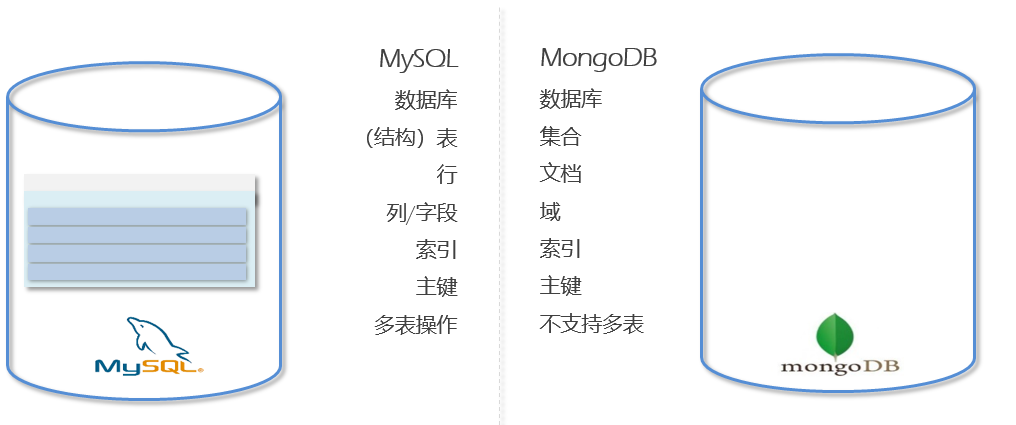 MySQL
数据库
（结构）表
行
列/字段
索引
主键
多表操作
MongoDB
数据库
集合
文档
域
索引
主键
不支持多表
MySQL®
mongoDB